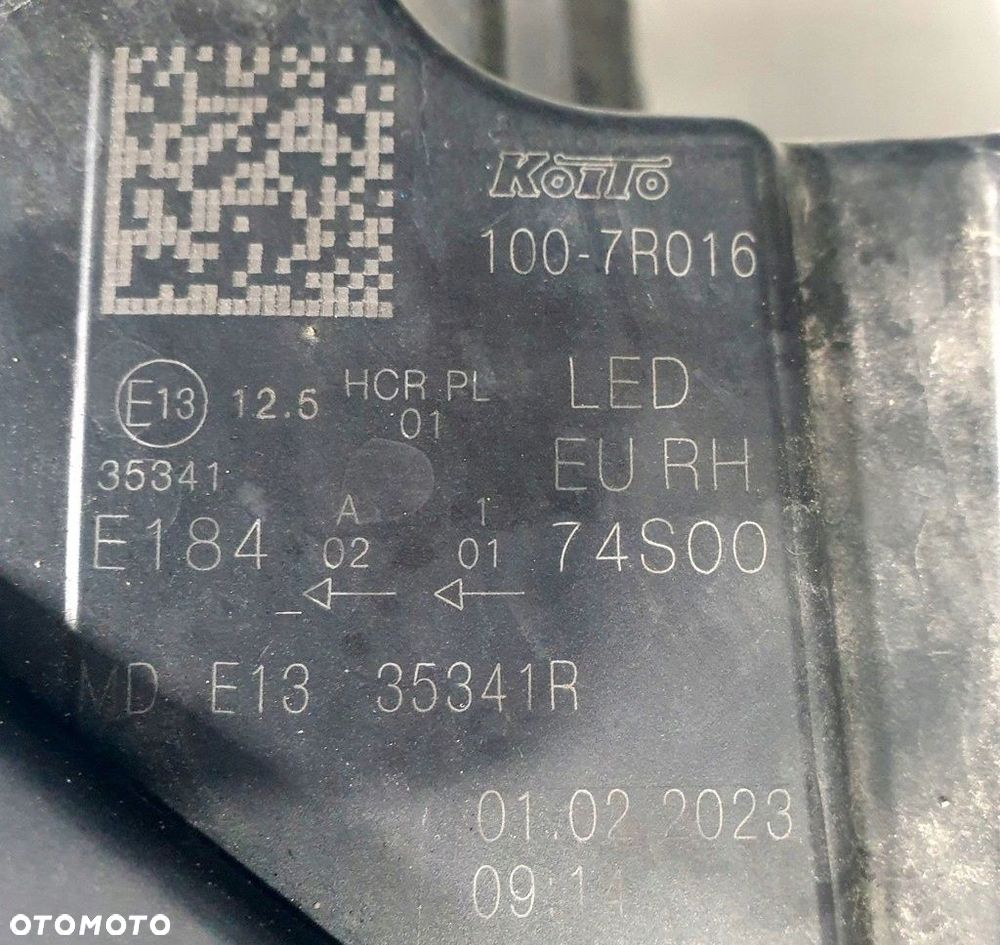 KOITO
100-7R016
E13 12.5 HCR PL LED
01
35341 EU RH
E184 A 02 1 01 74S00
MD E13 35341R
01.02.2023
09:14
OTOMOTO